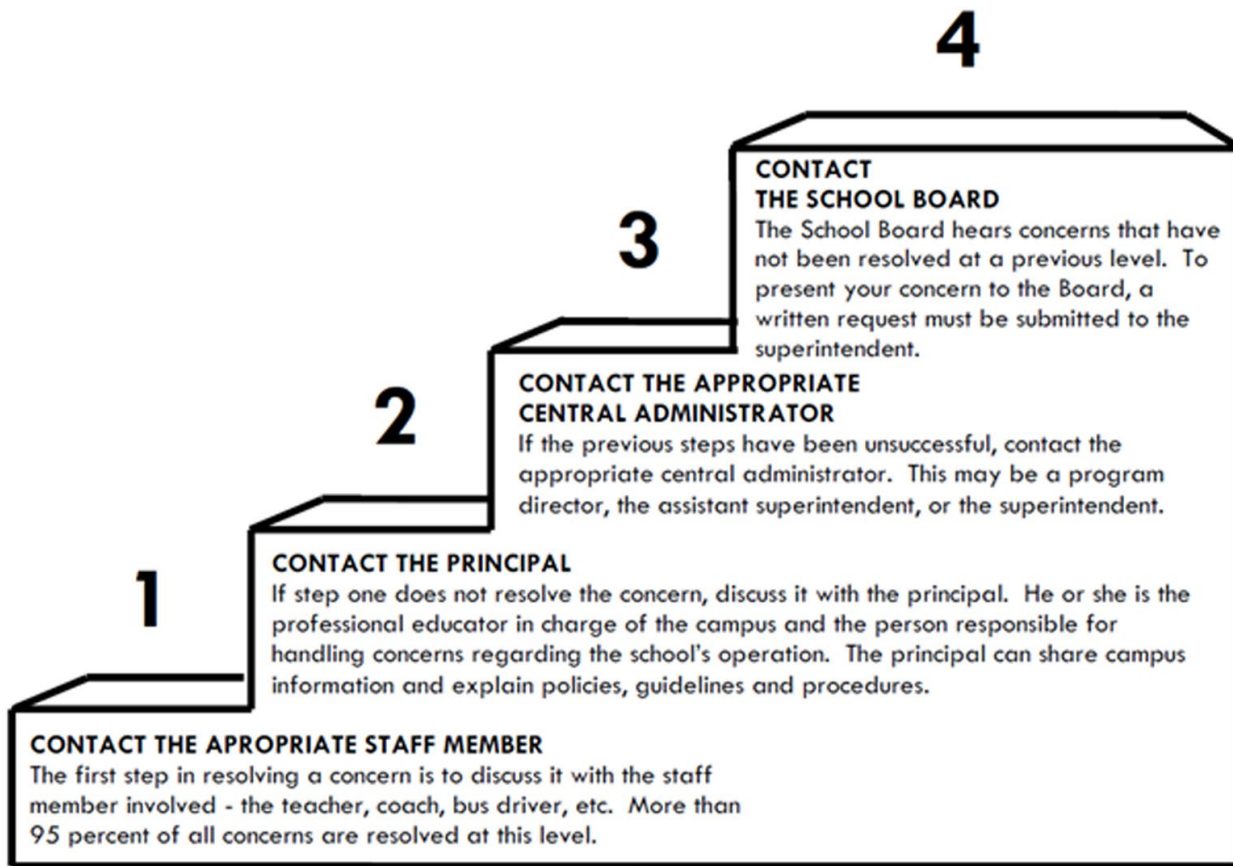 4
CONTACT
THE SCHOOL BOARD
The School Board hears concerns that have
not been resolved at a previous level. To
present your concern to the Board, a
written request must be submitted to the
superintendent.
3
CONTACT THE APPROPRIATE
CENTRAL ADMINISTRATOR
If the previous steps have been unsuccessful, contact the
appropriate central administrator. This may be a program
director, the assistant superintendent, or the superintendent.
2
CONTACT THE PRINCIPAL
If step one does not resolve the concern, discuss it with the principal. He or she is the
professional educator in charge of the campus and the person responsible for
handling concerns regarding the school's operation. The principal can share campus
information and explain policies, guidelines and procedures.
1
CONTACT THE APROPRIATE STAFF MEMBER
The first step in resolving a concern is to discuss it with the staff
member involved - the teacher, coach, bus driver, etc. More than
95 percent of all concerns are resolved at this level.